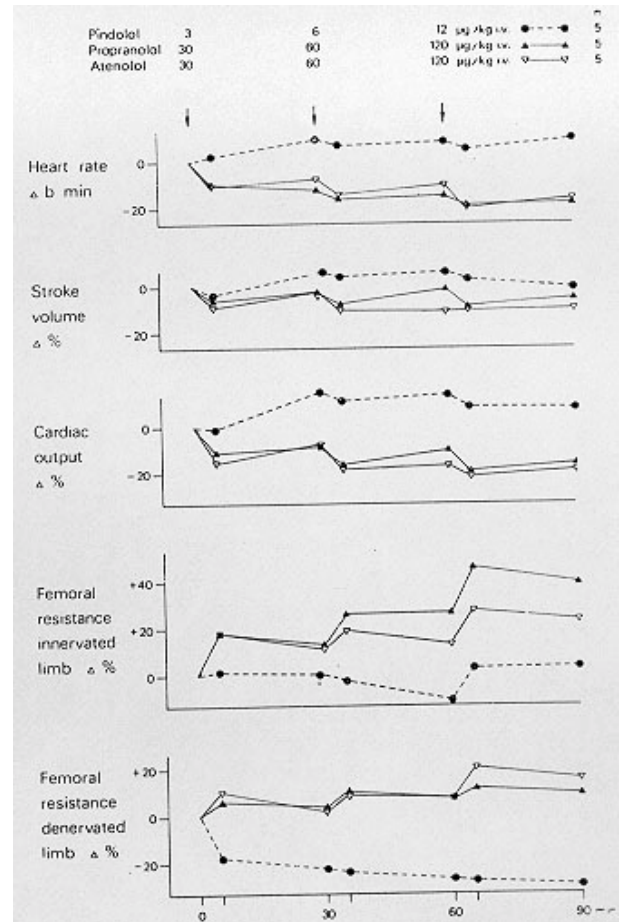 n
Pindolol 3 6 12 µg/kg i.v. 5
Propranolol 30 60 120 µg/kg i.v. 5
Atenolol 30 60 120 µg/kg i.v. 5
Heart rate
Δ b min
0
-20
Stroke
volume
Δ %
0
-20
Cardiac
output
Δ %
0
-20
Femoral
resistance
innervated
limb Δ %
+40
+20
0
Femoral
resistance
denervated
limb Δ %
+20
0
-20
0 30 60 90